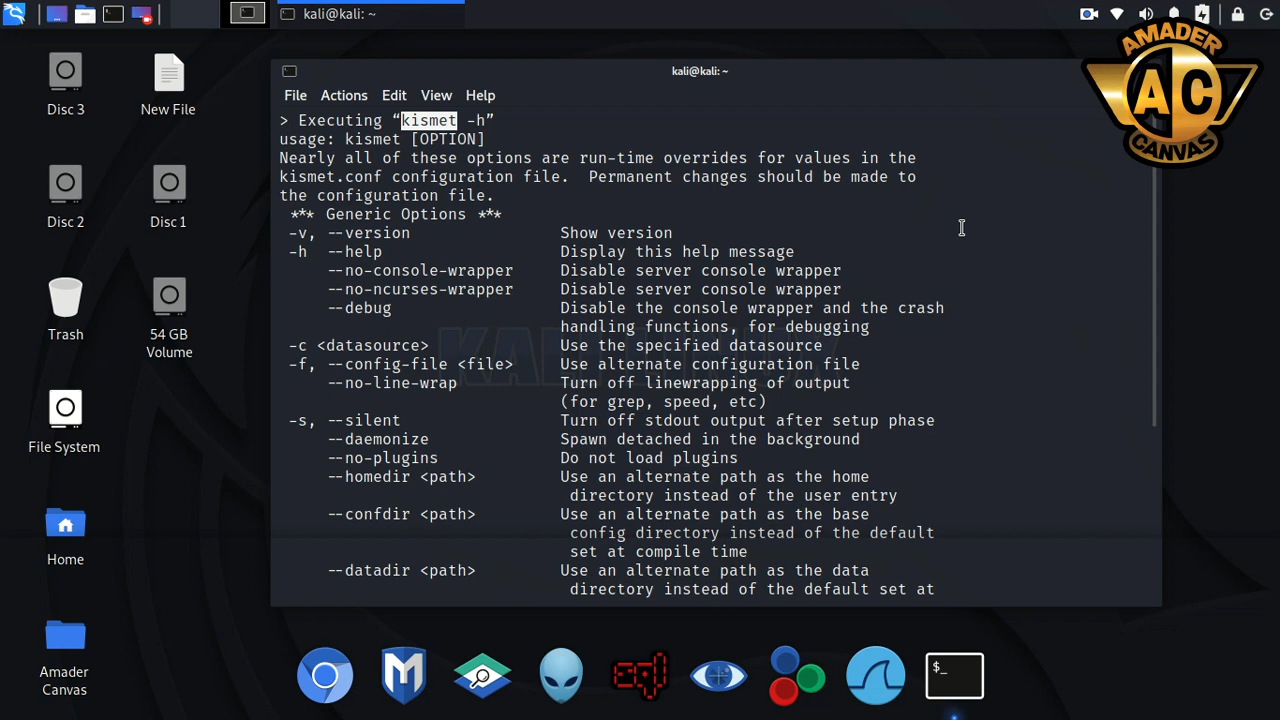 kali@kali: ~
AMADER
AC
CANVAS
Disc 3
New File
Disc 2
Disc 1
Trash
54 GB
Volume
File System
Home
Amader
Canvas
kali@kali: ~
File Actions Edit View Help
> Executing “kismet -h”
usage: kismet [OPTION]
Nearly all of these options are run-time overrides for values in the
kismet.conf configuration file.  Permanent changes should be made to
the configuration file.
*** Generic Options ***
-v, --version Show version
-h --help Display this help message
--no-console-wrapper Disable server console wrapper
--no-ncurses-wrapper Disable server console wrapper
--debug Disable the console wrapper and the crash
handling functions, for debugging
-c <datasource> Use the specified datasource
-f, --config-file <file> Use alternate configuration file
--no-line-wrap Turn off linewrapping of output
(for grep, speed, etc)
-s, --silent Turn off stdout output after setup phase
--daemonize Spawn detached in the background
--no-plugins Do not load plugins
--homedir <path> Use an alternate path as the home
directory instead of the user entry
--confdir <path> Use an alternate path as the base
config directory instead of the default
set at compile time
--datadir <path> Use an alternate path as the data
directory instead of the default set at
$_